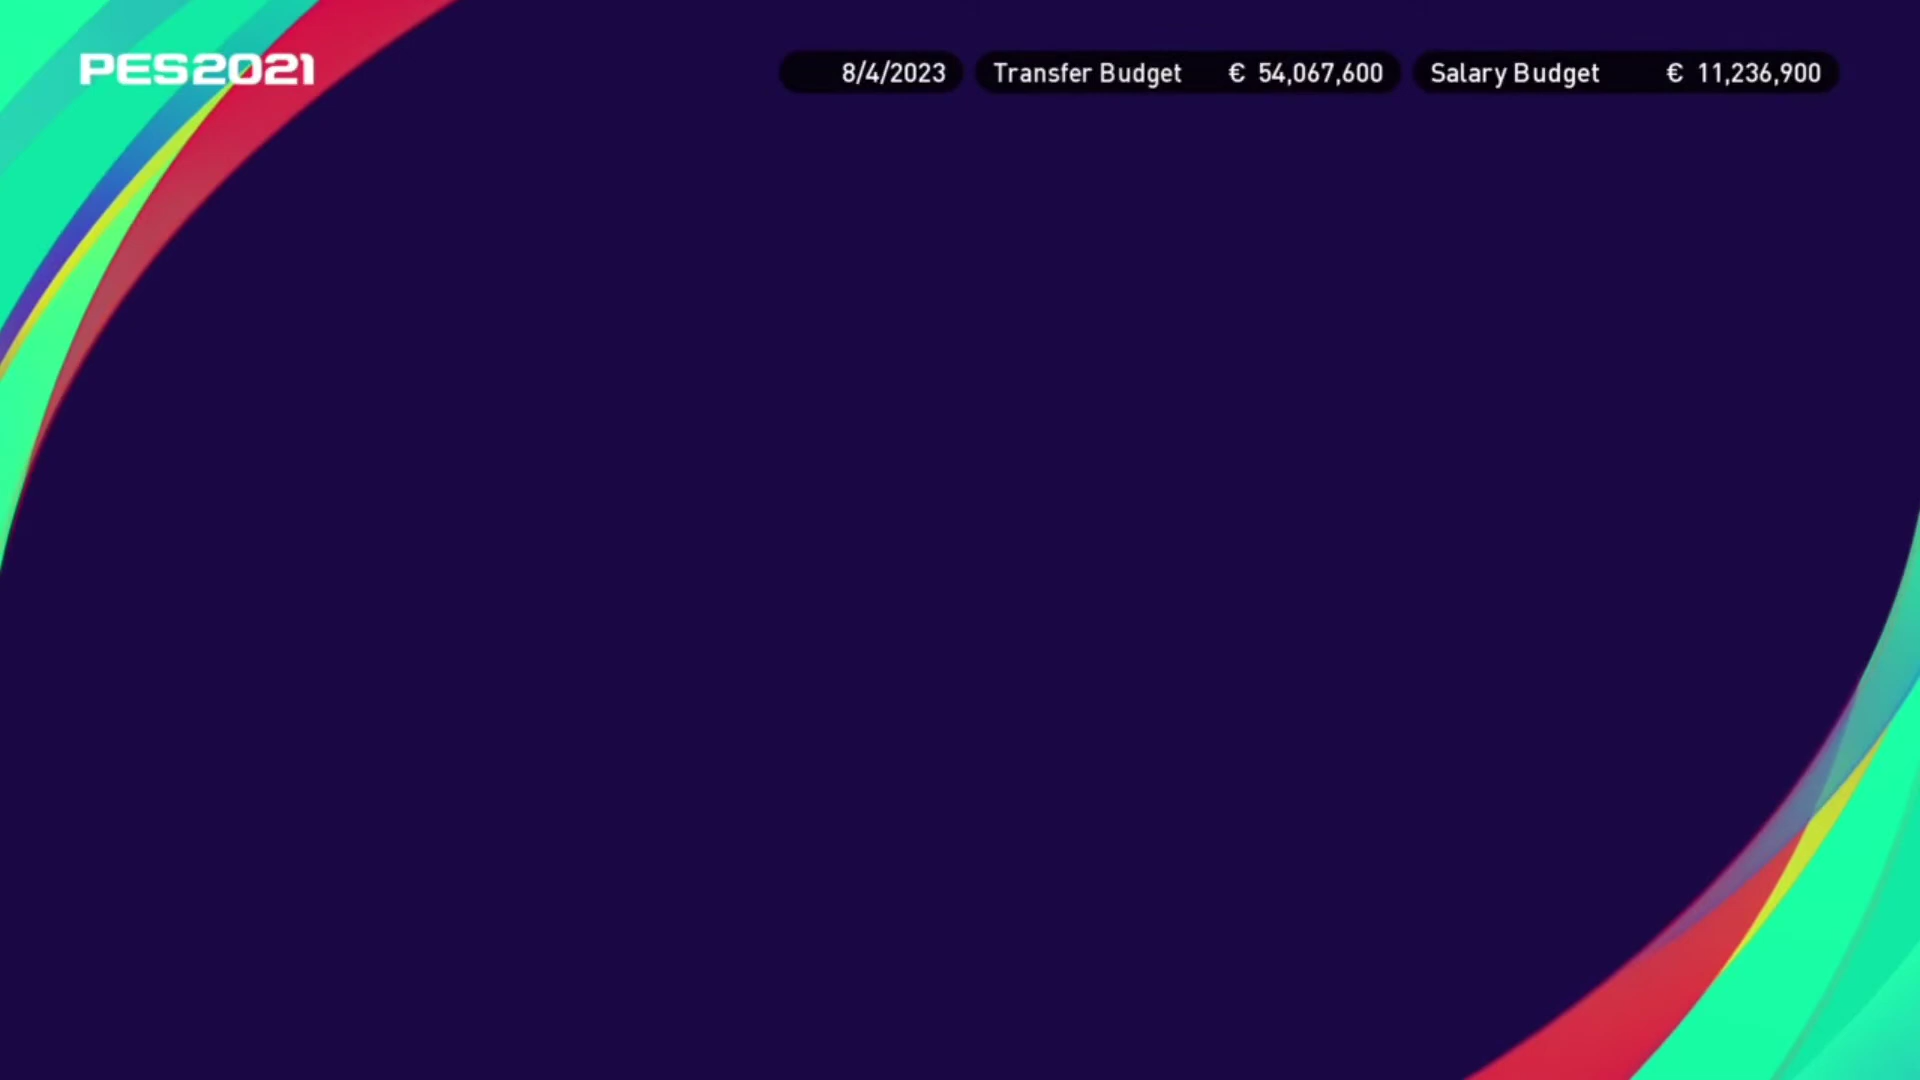 PES2021
8/4/2023 Transfer Budget € 54,067,600 Salary Budget € 11,236,900